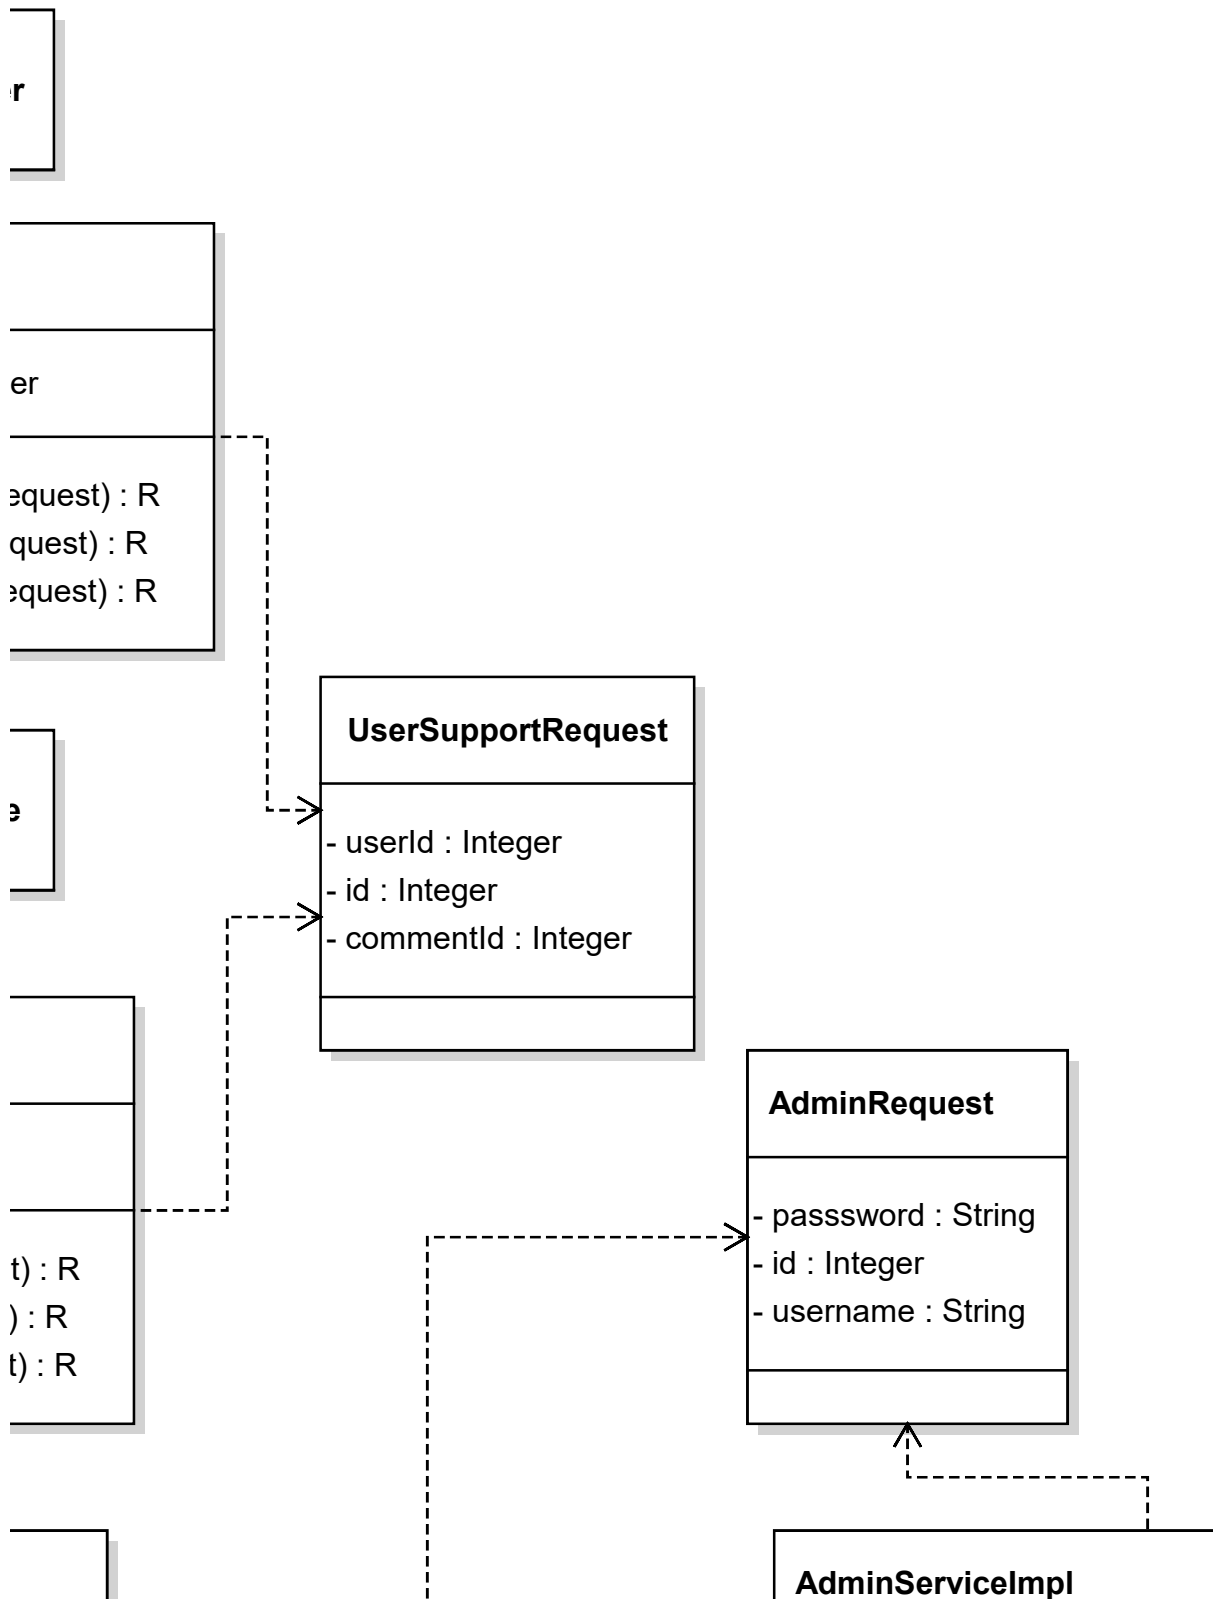 er
equest) : R
quest) : R
equest) : R
UserSupportRequest
- userId : Integer
- id : Integer
- commentId : Integer
AdminRequest
- passsword : String
- id : Integer
- username : String
t) : R
) : R
t) : R
AdminServiceImpl